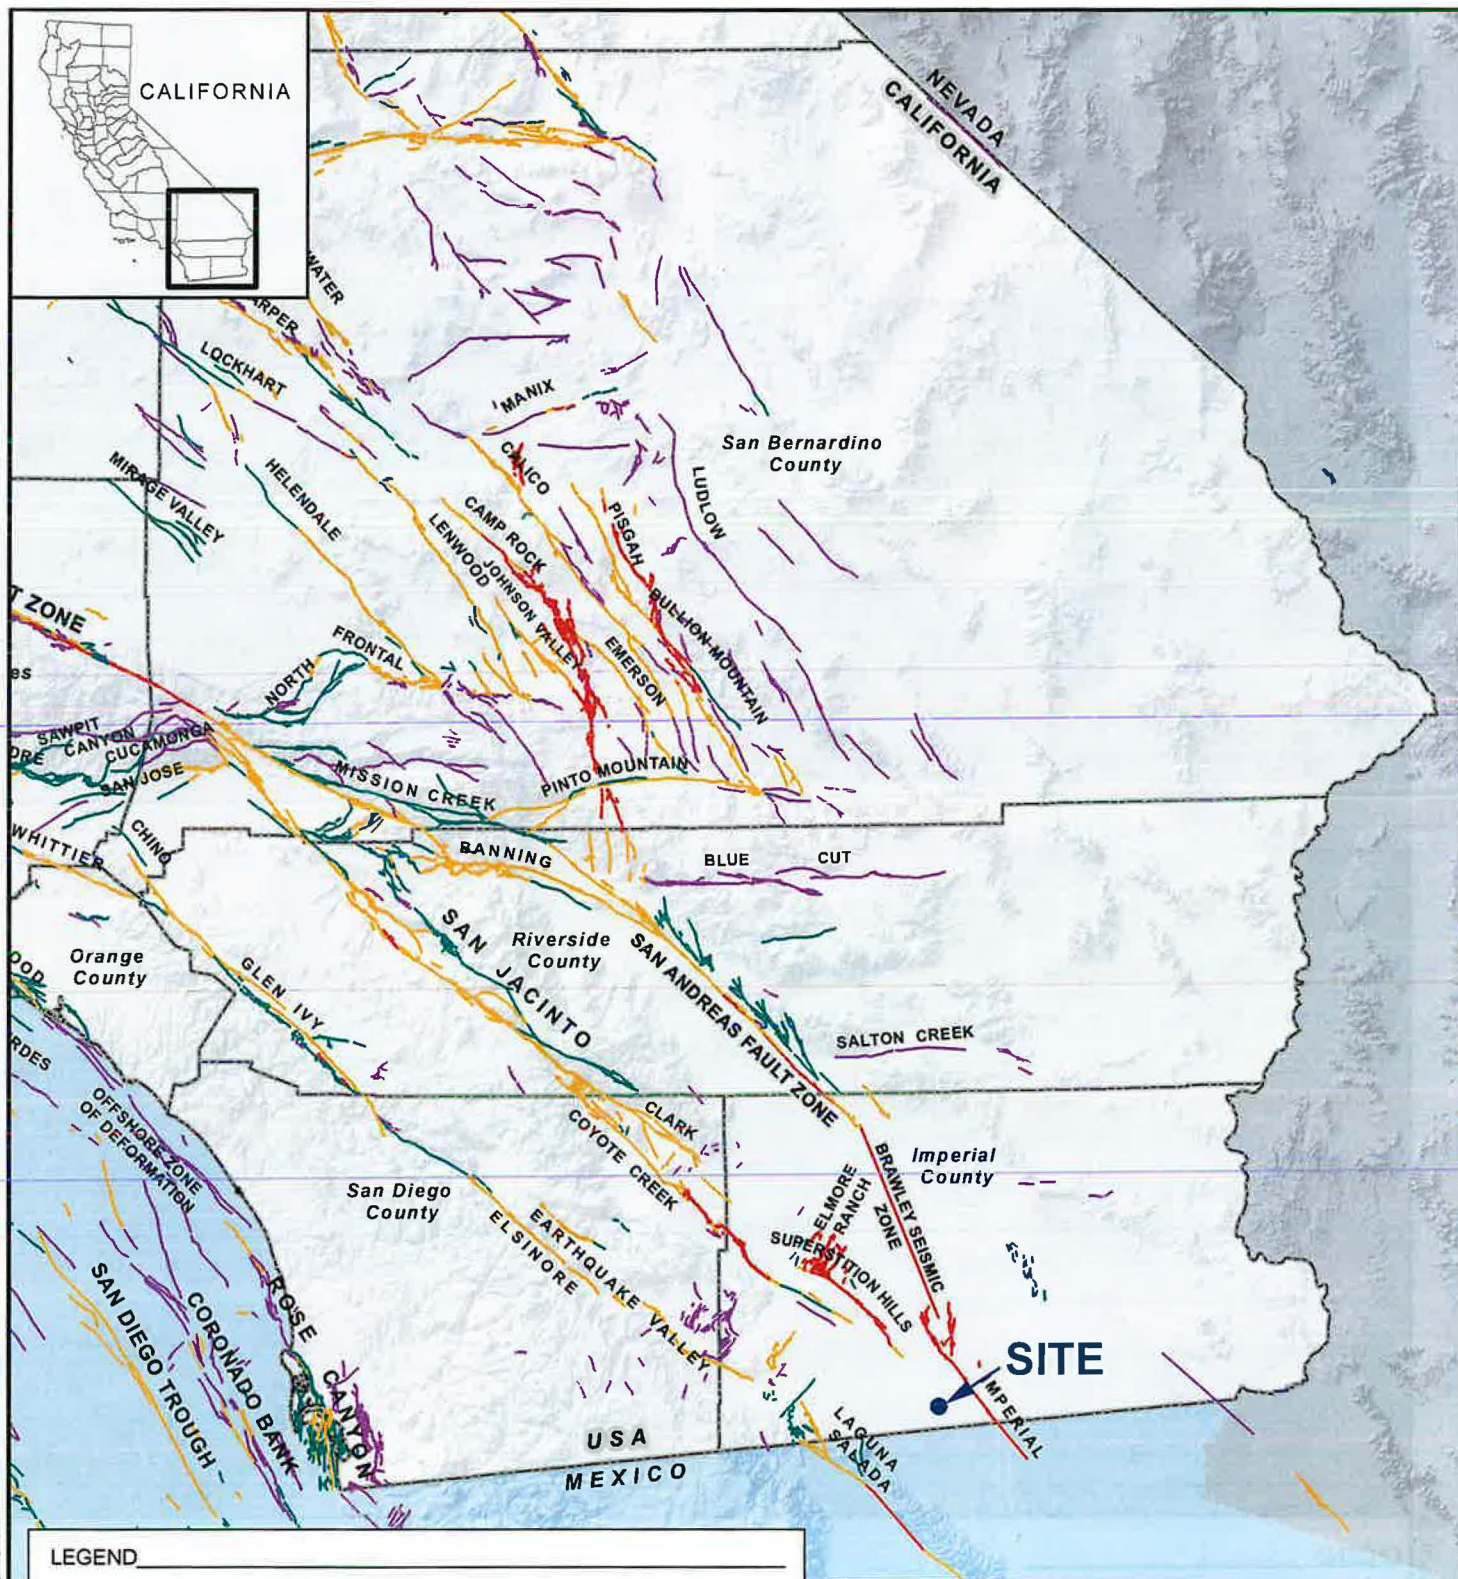 CALIFORNIA
NEVADA
CALIFORNIA
WATER
ARPER
LOCKHART
MANIX
San Bernardino
County
CALICO
MIRAGE VALLEY
HELENDALE
LUDLOW
CAMP ROCK
PISGAH
LENWOOD
JOHNSON VALLEY
BULLION MOUNTAIN
T ZONE
FRONTAL
EMERSON
NORTH
es
SAWPIT
CANYON
CUCAMONGA
DRE
SAN JOSE
MISSION CREEK
PINTO MOUNTAIN
CHINO
WHITTIER
BANNING
BLUE CUT
SAN JACINTO
Riverside
County
SAN ANDREAS FAULT ZONE
Orange
County
OOD
GLEN IVY
SALTON CREEK
RDES
OFFSHORE ZONE
OF DEFORMATION
CLARK
COYOTE CREEK
Imperial
County
San Diego
County
ELMORE
RANCH
BRAWLEY SEISMIC
ZONE
EARTHQUAKE VALLEY
ELSINORE
SUPERSTITION HILLS
ROSE CANYON
SAN DIEGO TROUGH
CORONADO BANK
SITE
IMPERIAL
LAGUNA
SALADA
USA
MEXICO
LEGEND